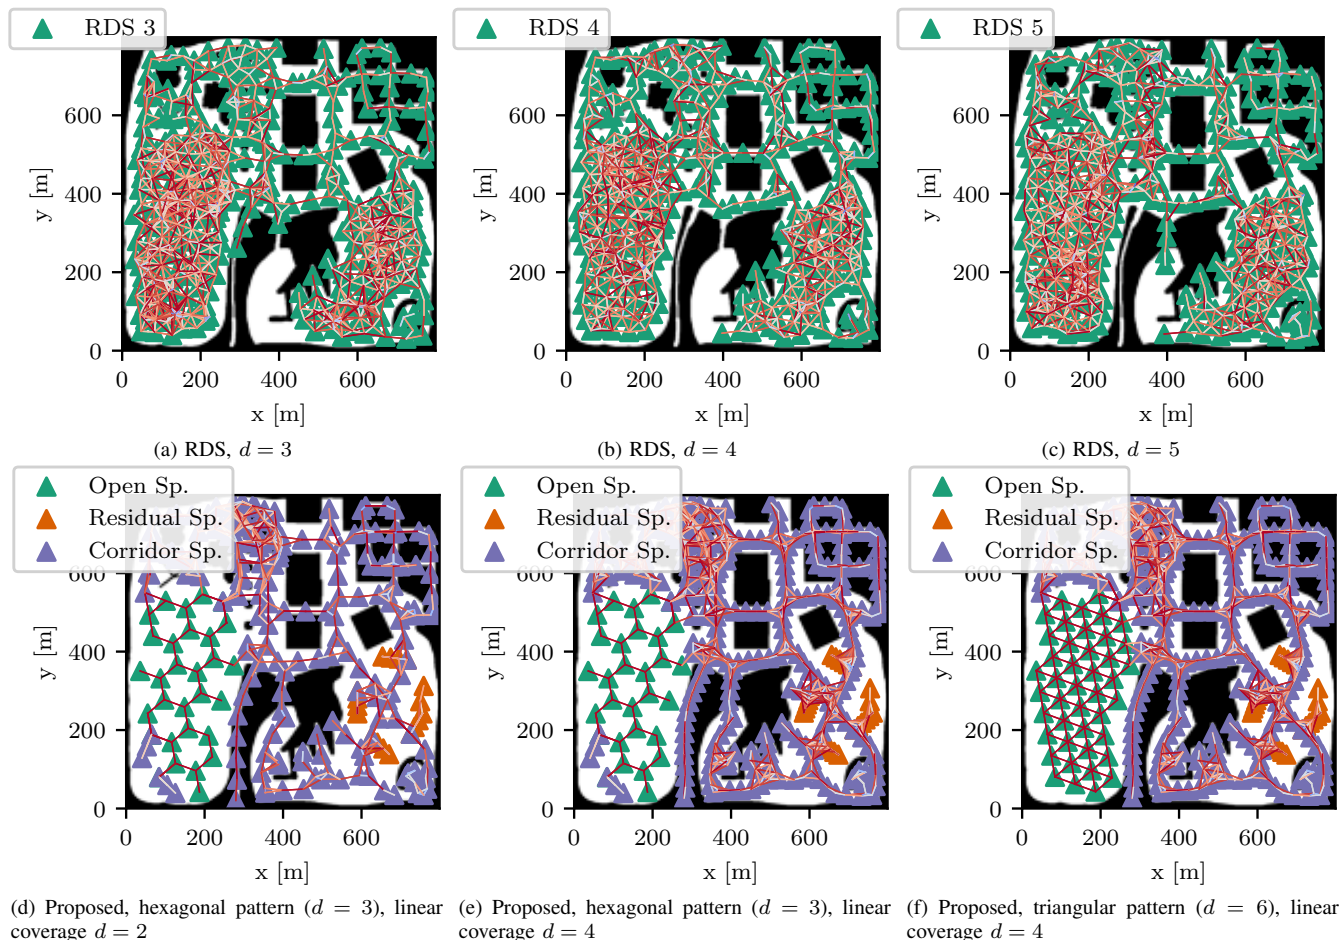 RDS 3
RDS 4
RDS 5
600
400
200
0
y [m]
0 200 400 600
x [m]
600
400
200
0
y [m]
0 200 400 600
x [m]
600
400
200
0
y [m]
0 200 400 600
x [m]
(a) RDS, d = 3
(b) RDS, d = 4
(c) RDS, d = 5
Open Sp.
Residual Sp.
Corridor Sp.
600
400
200
0
y [m]
0 200 400 600
x [m]
Open Sp.
Residual Sp.
Corridor Sp.
600
400
200
0
y [m]
0 200 400 600
x [m]
Open Sp.
Residual Sp.
Corridor Sp.
600
400
200
0
y [m]
0 200 400 600
x [m]
(d) Proposed, hexagonal pattern (d = 3), linear
coverage d = 2
(e) Proposed, hexagonal pattern (d = 3), linear
coverage d = 4
(f) Proposed, triangular pattern (d = 6), linear
coverage d = 4